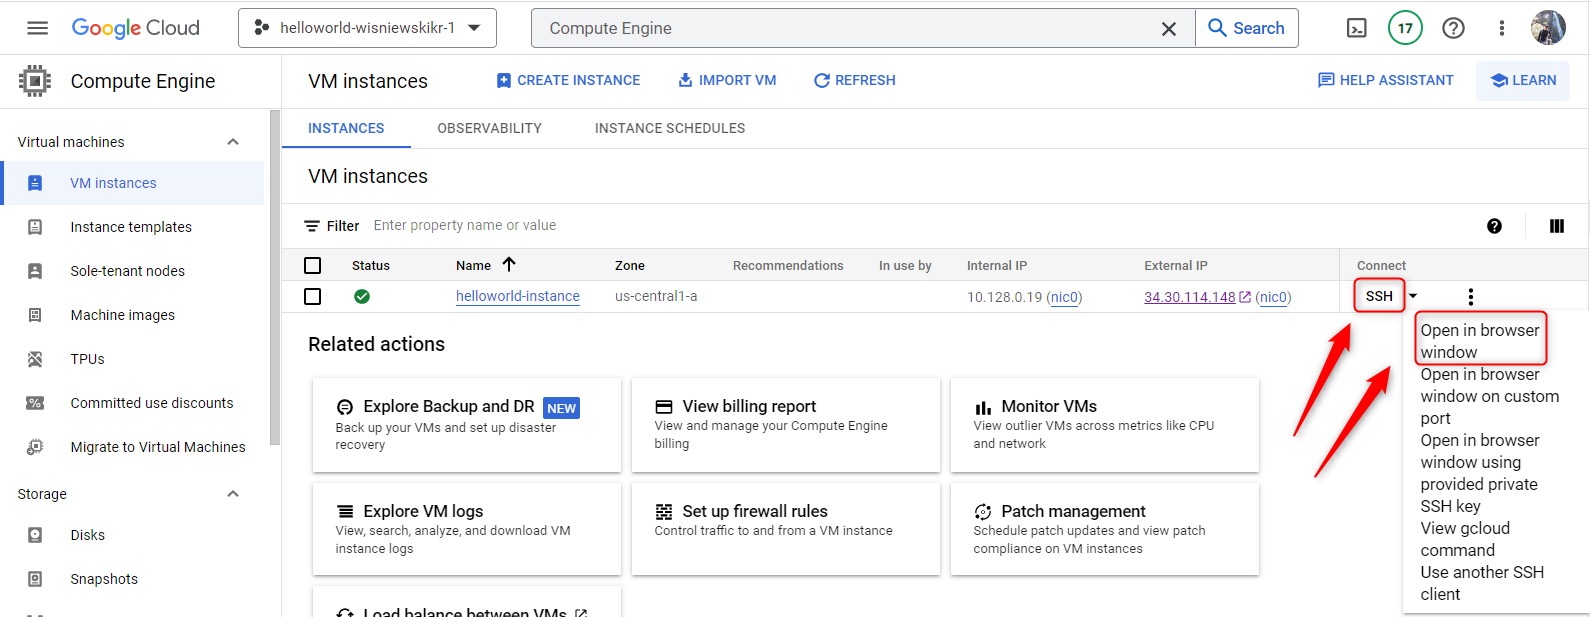 Google Cloud
helloworld-wisniewskikr-1
Compute Engine
Search
17
Compute Engine
VM instances
CREATE INSTANCE
IMPORT VM
REFRESH
HELP ASSISTANT
LEARN
Virtual machines
VM instances
Instance templates
Sole-tenant nodes
Machine images
TPUs
Committed use discounts
Migrate to Virtual Machines
Storage
Disks
Snapshots
INSTANCES
OBSERVABILITY
INSTANCE SCHEDULES
VM instances
Filter Enter property name or value
Status Name Zone Recommendations In use by Internal IP External IP Connect
helloworld-instance us-central1-a 10.128.0.19 (nic0) 34.30.114.148 (nic0) SSH
Open in browser
window
Open in browser
window on custom
port
Open in browser
window using
provided private
SSH key
View gcloud
command
Use another SSH
client
Related actions
Explore Backup and DR NEW
Back up your VMs and set up disaster
recovery
View billing report
View and manage your Compute Engine
billing
Monitor VMs
View outlier VMs across metrics like CPU
and network
Explore VM logs
View, search, analyze, and download VM
instance logs
Set up firewall rules
Control traffic to and from a VM instance
Patch management
Schedule patch updates and view patch
compliance on VM instances
Load balance between VMs